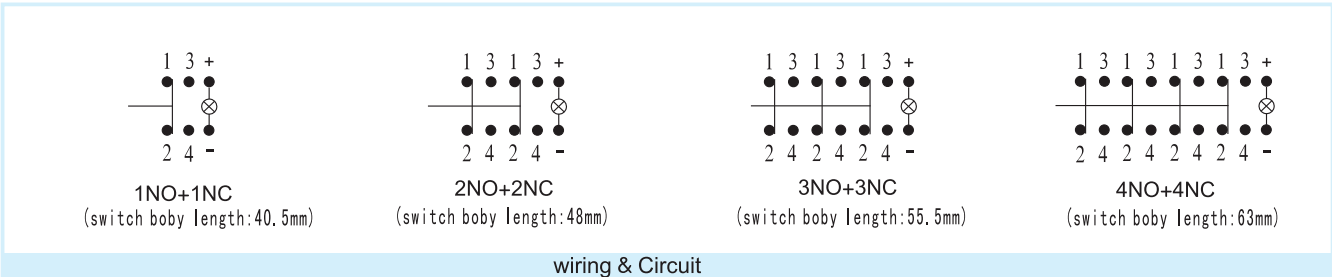 1 3 +
2 4 -
1NO+1NC
(switch boby length:40.5mm)
1 3 1 3 +
2 4 2 4 -
2NO+2NC
(switch boby length:48mm)
1 3 1 3 1 3 +
2 4 2 4 2 4 -
3NO+3NC
(switch boby length:55.5mm)
1 3 1 3 1 3 1 3 +
2 4 2 4 2 4 2 4 -
4NO+4NC
(switch boby length:63mm)
wiring & Circuit